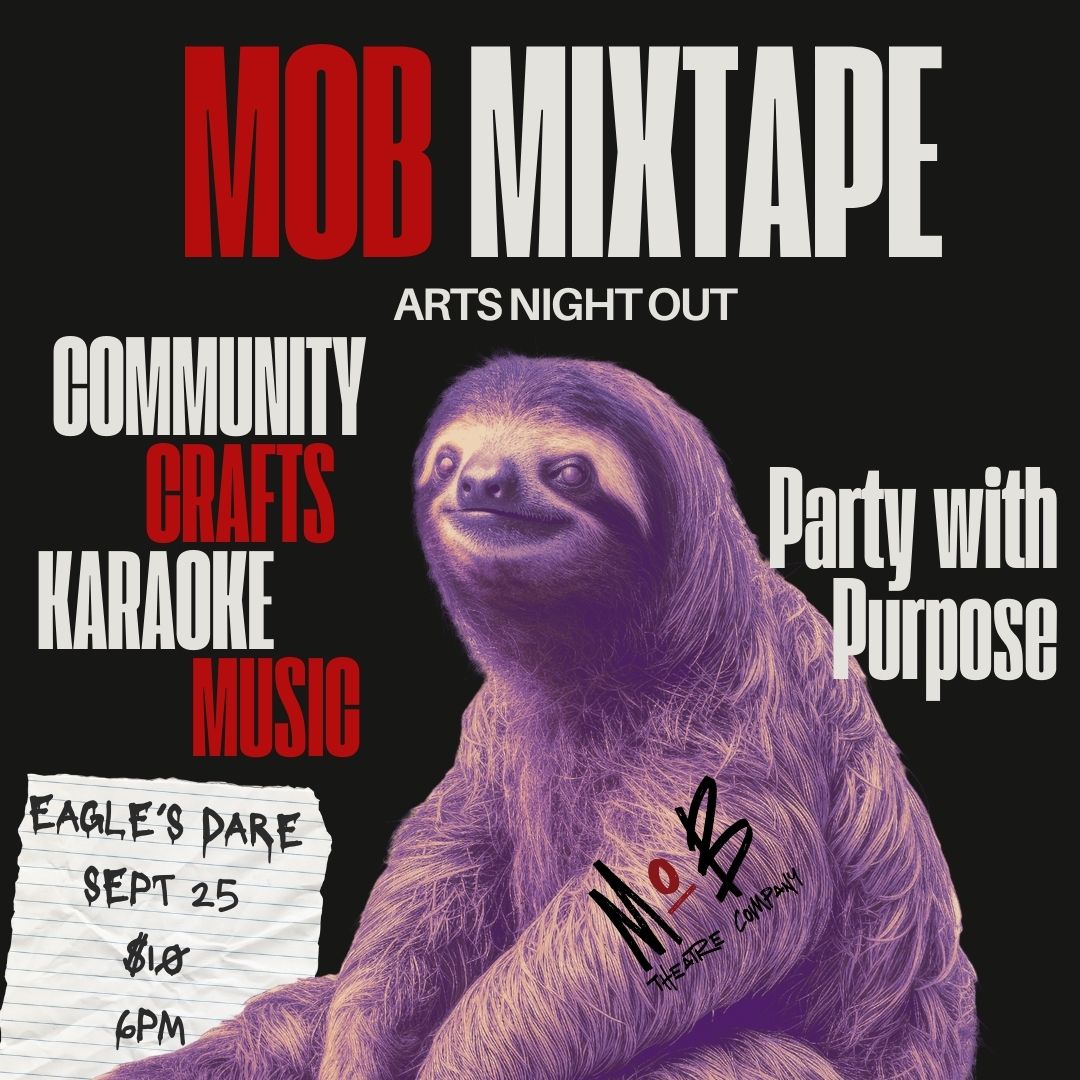 MOB MIXTAPE
ARTS NIGHT OUT
COMMUNITY
CRAFTS
KARAOKE
MUSIC
Party with
Purpose
EAGLE'S DARE
SEPT 25
$10
6PM
MOB
THEATRE COMPANY